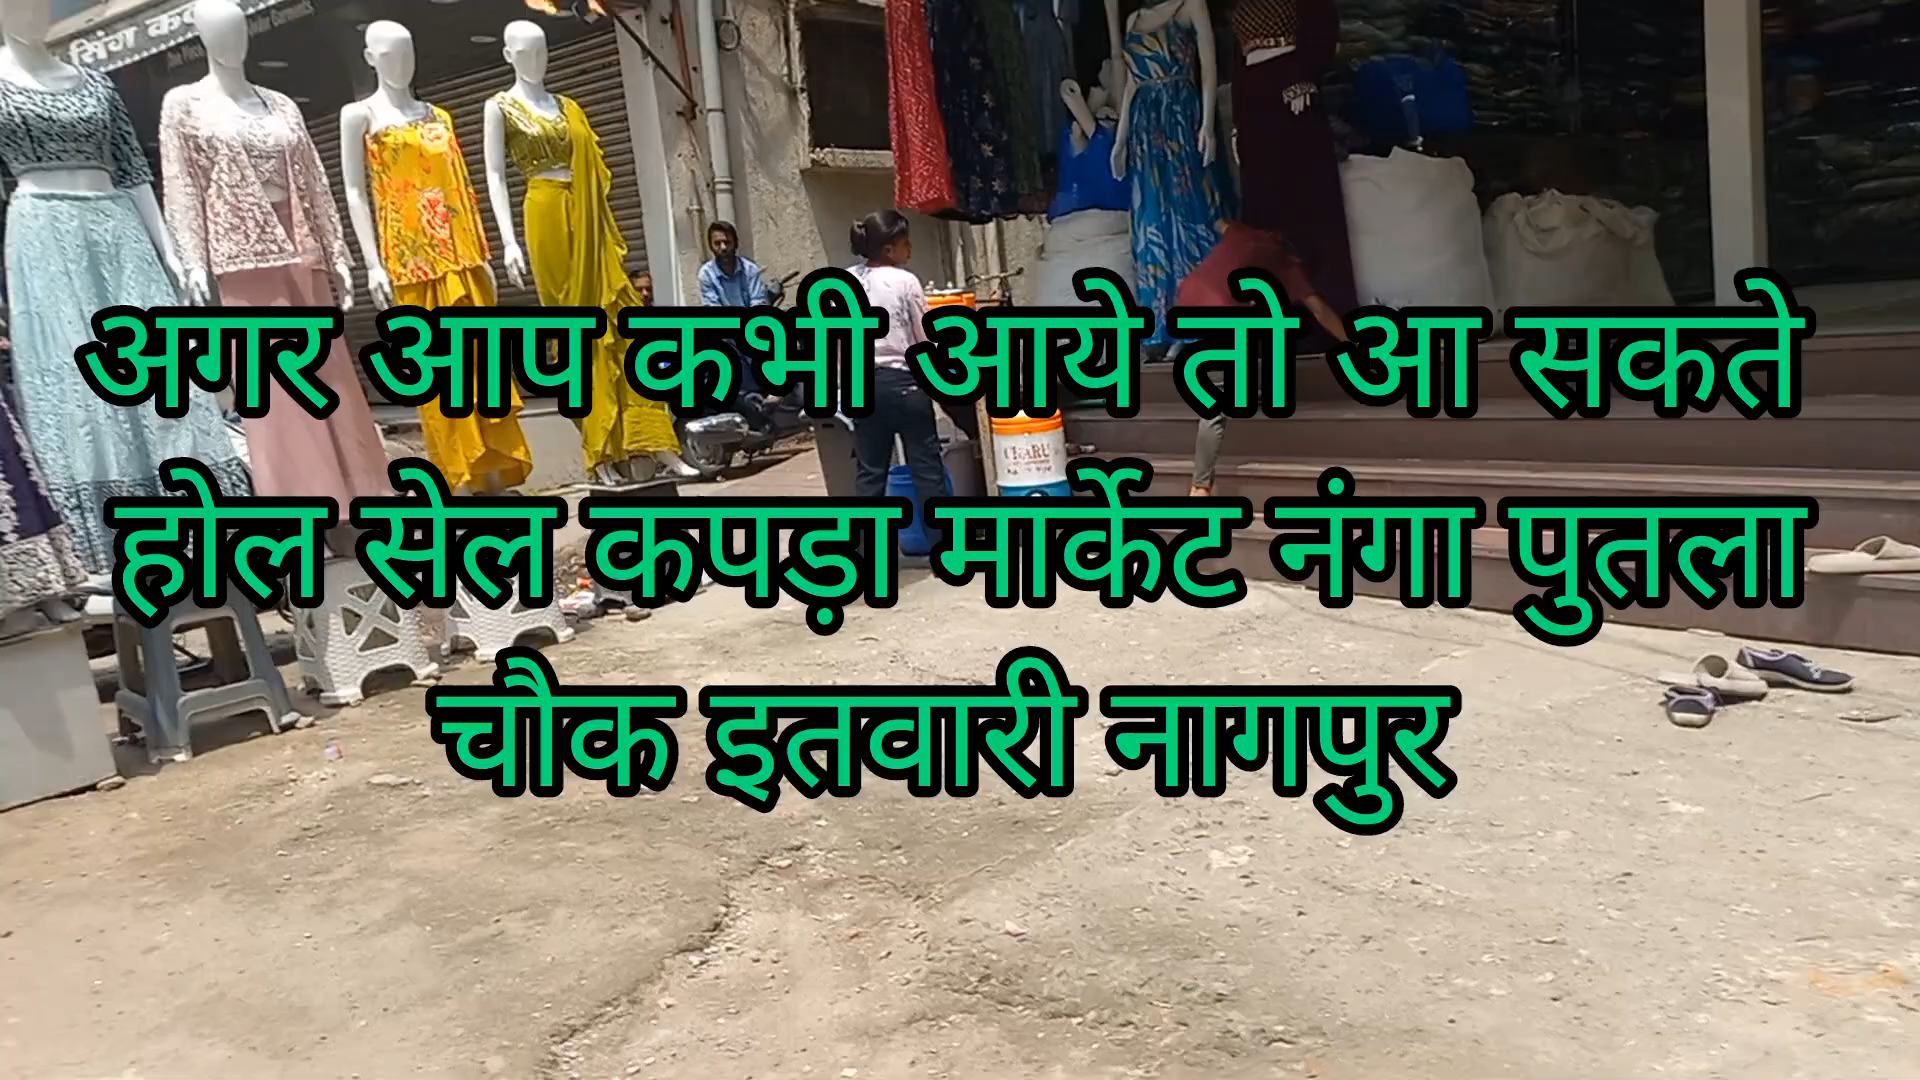 अगर आप कभी आये तो आ सकते
होल सेल कपड़ा मार्केट नंगा पुतला
चौक इतवारी नागपुर